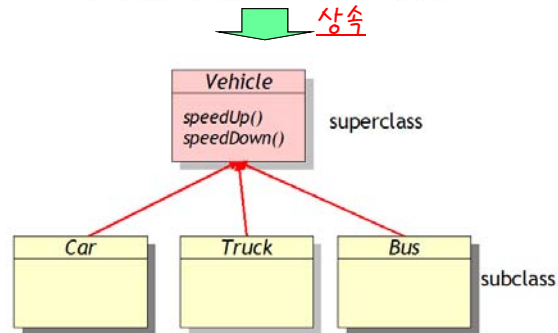 상속
Vehicle
speedUp()
speedDown()
superclass
Car
Truck
Bus
subclass